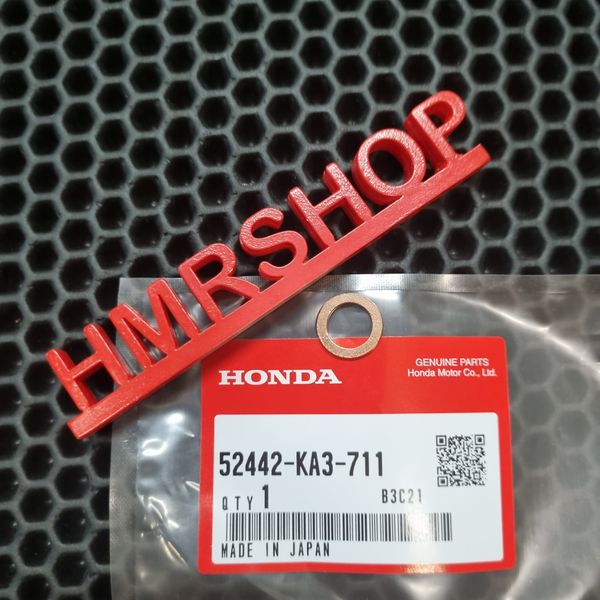 HMRSHOP
HONDA
GENUINE PARTS
Honda Motor Co., Ltd.
52442-KA3-711
QTY 1 B3C21
MADE IN JAPAN